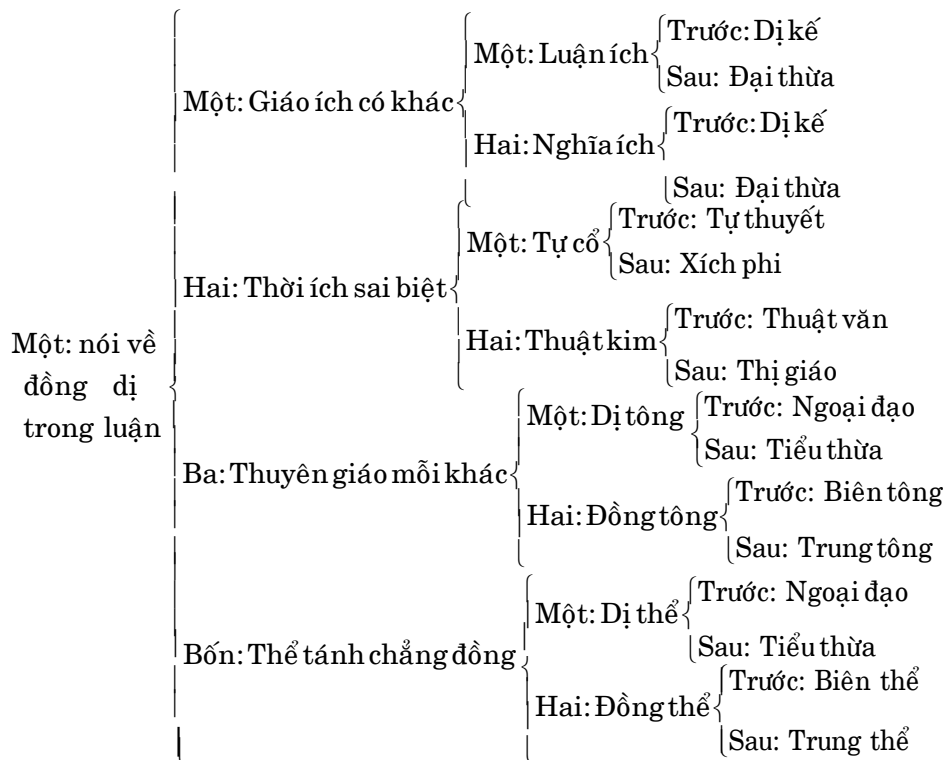 Một: nói về
đồng dị
trong luận
Một: Giáo ích có khác
Một: Luận ích
Trước: Dị kế
Sau: Đại thừa
Hai: Nghĩa ích
Trước: Dị kế
Sau: Đại thừa
Hai: Thời ích sai biệt
Một: Tự cổ
Trước: Tự thuyết
Sau: Xích phi
Hai: Thuật kim
Trước: Thuật văn
Sau: Thị giáo
Ba: Thuyên giáo mỗi khác
Một: Dị tông
Trước: Ngoại đạo
Sau: Tiểu thừa
Hai: Đồng tông
Trước: Biên tông
Sau: Trung tông
Bốn: Thể tánh chẳng đồng
Một: Dị thể
Trước: Ngoại đạo
Sau: Tiểu thừa
Hai: Đồng thể
Trước: Biên thể
Sau: Trung thể